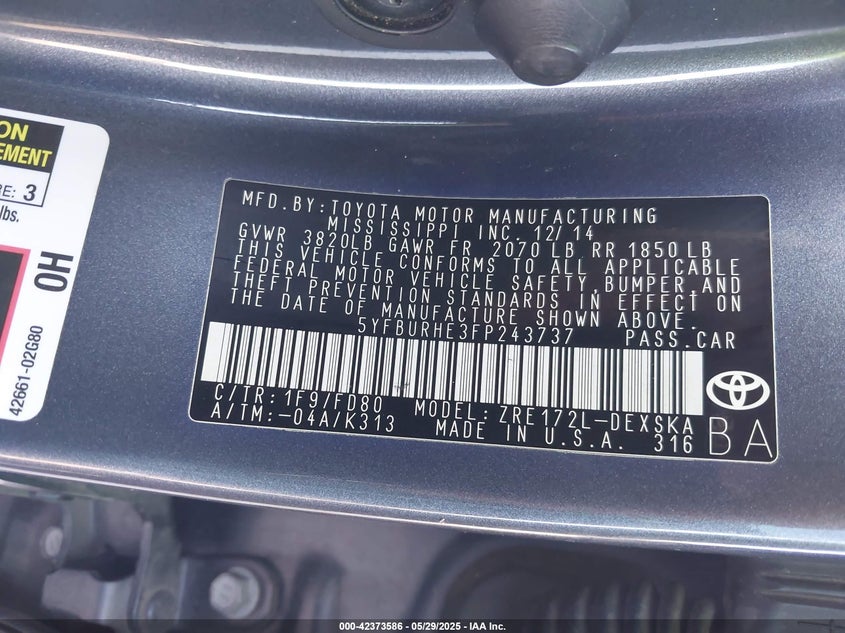 ON
EMENT
RE: 3
lbs.
OH
42661-02G80
MFD.BY:TOYOTA MOTOR MANUFACTURING
MISSISSIPPI INC. 12/14
GVWR 3820LB GAWR FR 2070 LB RR 1850 LB
THIS VEHICLE CONFORMS TO ALL APPLICABLE
FEDERAL MOTOR VEHICLE SAFETY,BUMPER,AND
THEFT PREVENTION STANDARDS IN EFFECT ON
THE DATE OF MANUFACTURE SHOWN ABOVE.
5YFBURHE3FP243737 PASS.CAR
C/TR:1F9/FD80 MODEL:ZRE172L-DEXSKA
A/TM:-04A/K313 MADE IN U.S.A. 316
BA
000-42373586 - 05/29/2025 - IAA Inc.